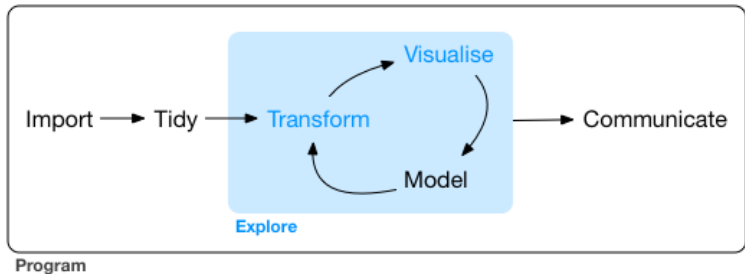 Visualise
Import Tidy Transform Communicate
Model
Explore
Program